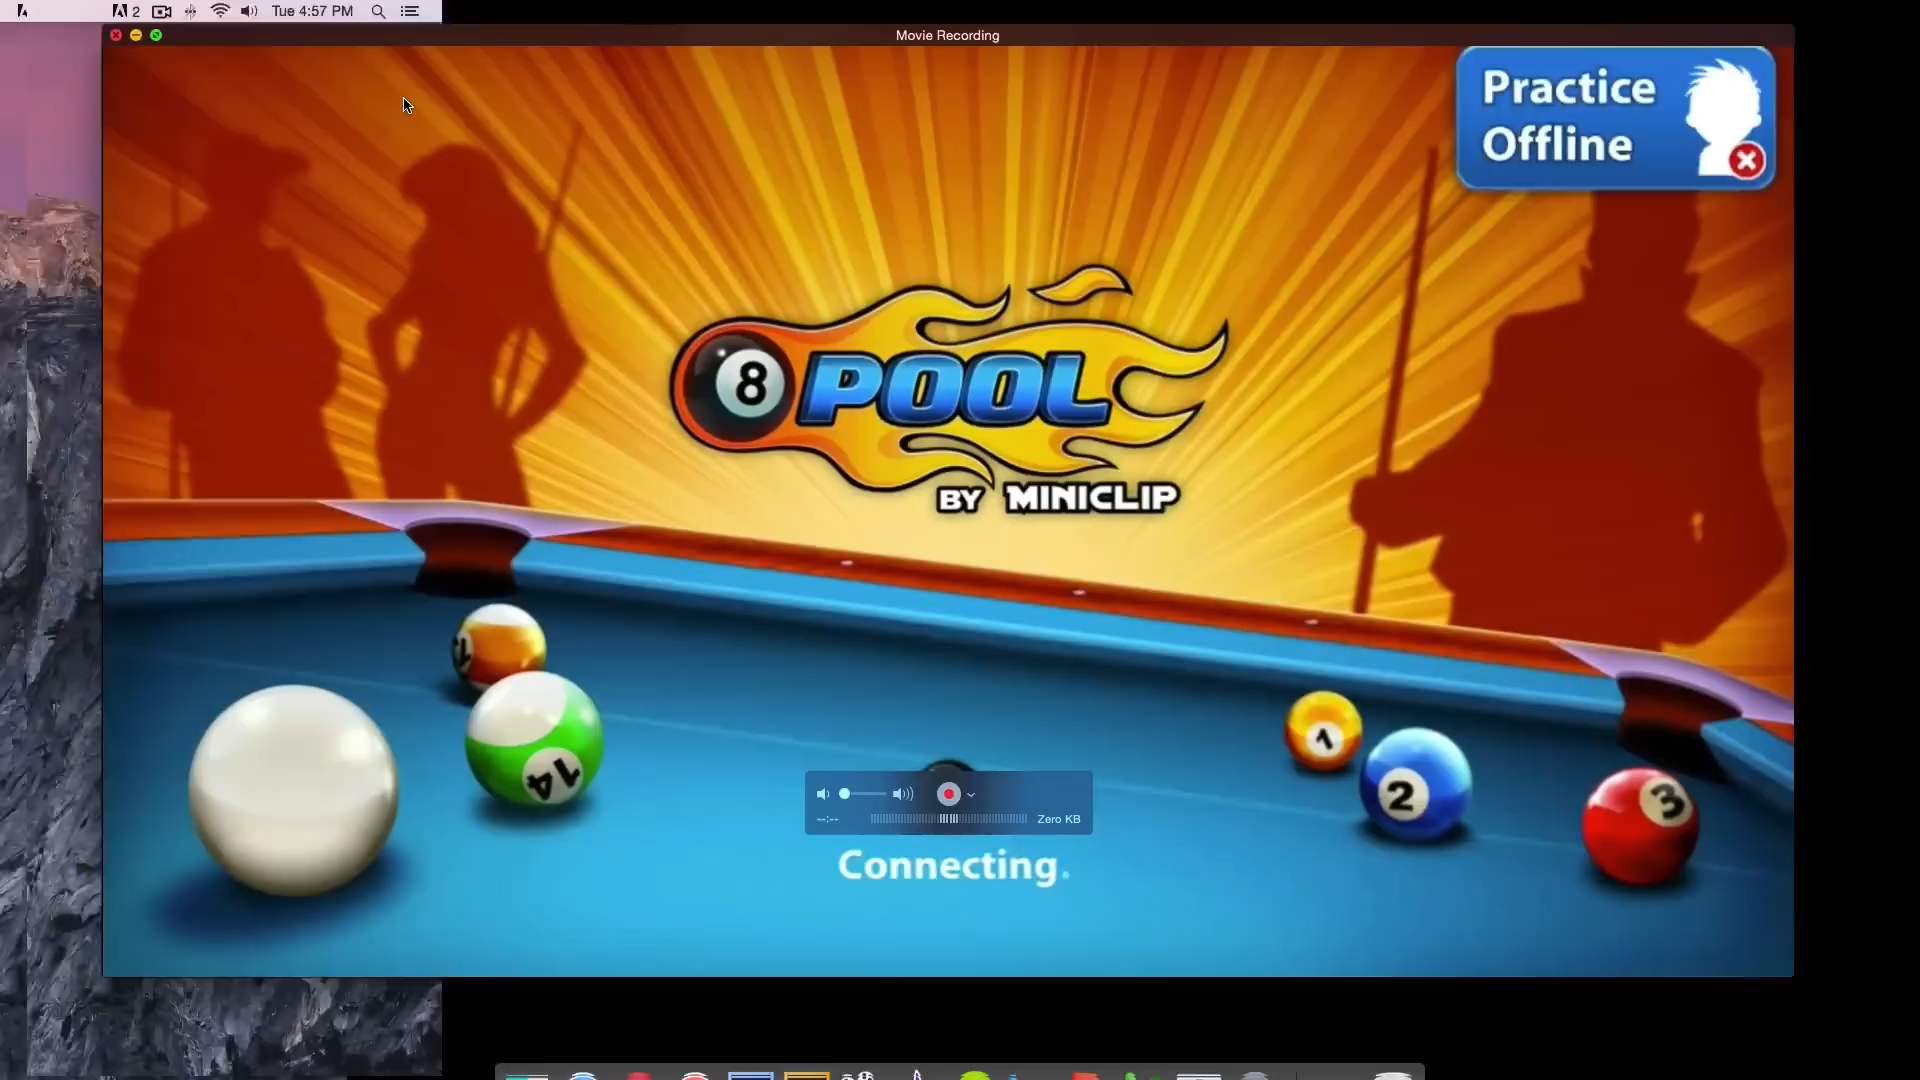 2 Tue 4:57 PM
Movie Recording
Practice
Offline
8 POOL
BY MINICLIP
14
1
2
3
--:-- Zero KB
Connecting.